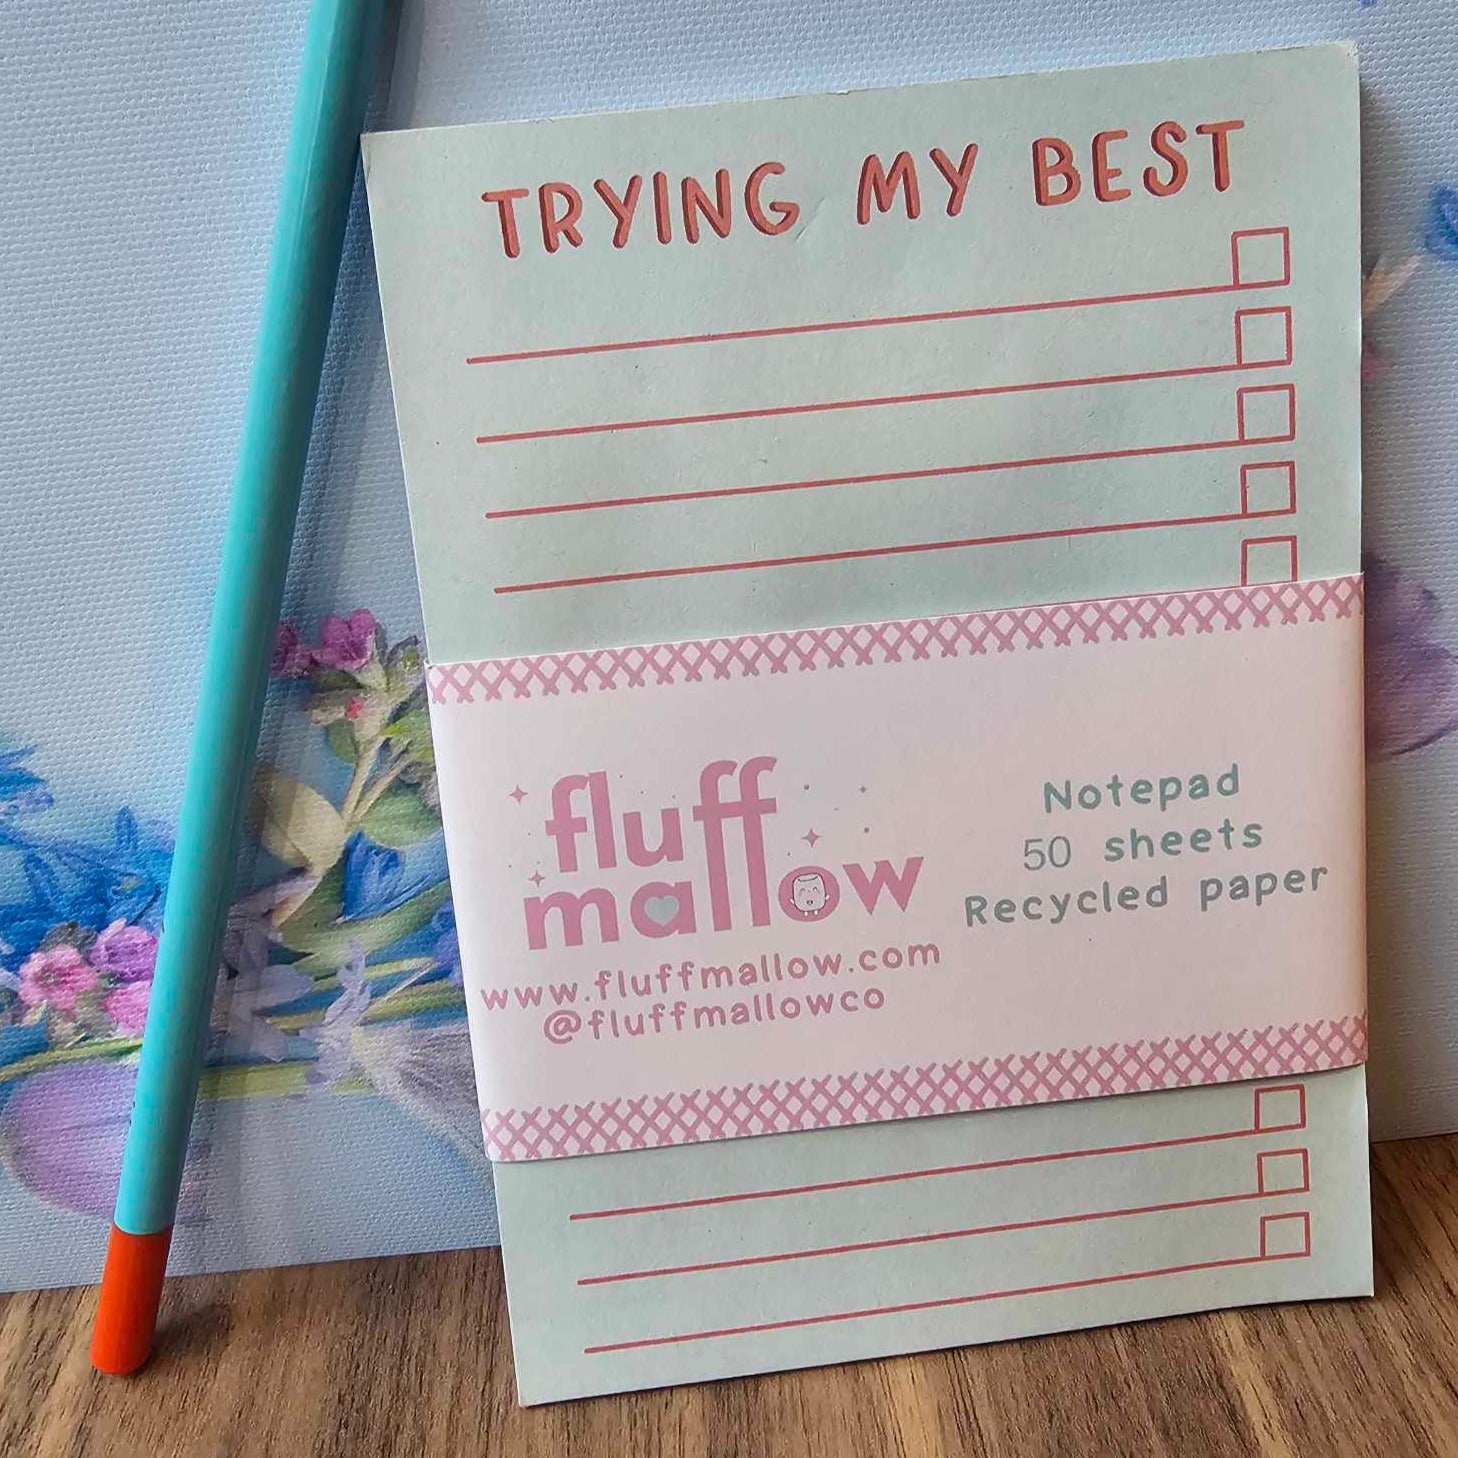 TRYING MY BEST
fluff
mallow
www.fluffmallow.com
@fluffmallowco
Notepad
50 sheets
Recycled paper